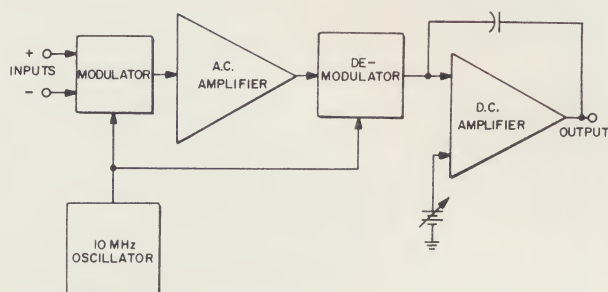 +
INPUTS
-
MODULATOR
A.C.
AMPLIFIER
DE-
MODULATOR
D.C.
AMPLIFIER
OUTPUT
10 MHz
OSCILLATOR